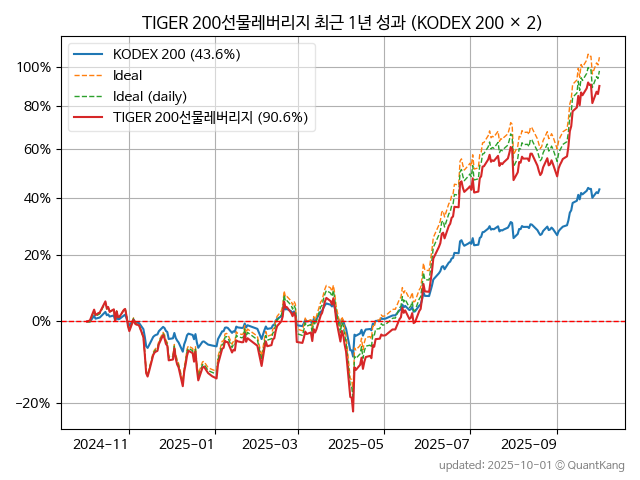 TIGER 200선물레버리지 최근 1년 성과 (KODEX 200 × 2)
KODEX 200 (43.6%)
Ideal
Ideal (daily)
TIGER 200선물레버리지 (90.6%)
100%
80%
60%
40%
20%
0%
−20%
2024-11
2025-01
2025-03
2025-05
2025-07
2025-09
updated: 2025-10-01 © QuantKang